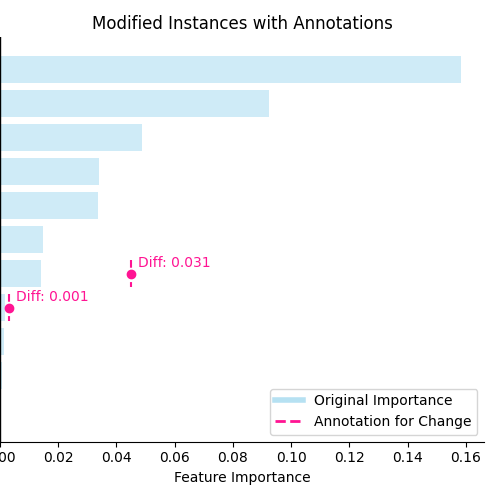 Modified Instances with Annotations
Diff: 0.031
Diff: 0.001
Original Importance
Annotation for Change
00 0.02 0.04 0.06 0.08 0.10 0.12 0.14 0.16
Feature Importance